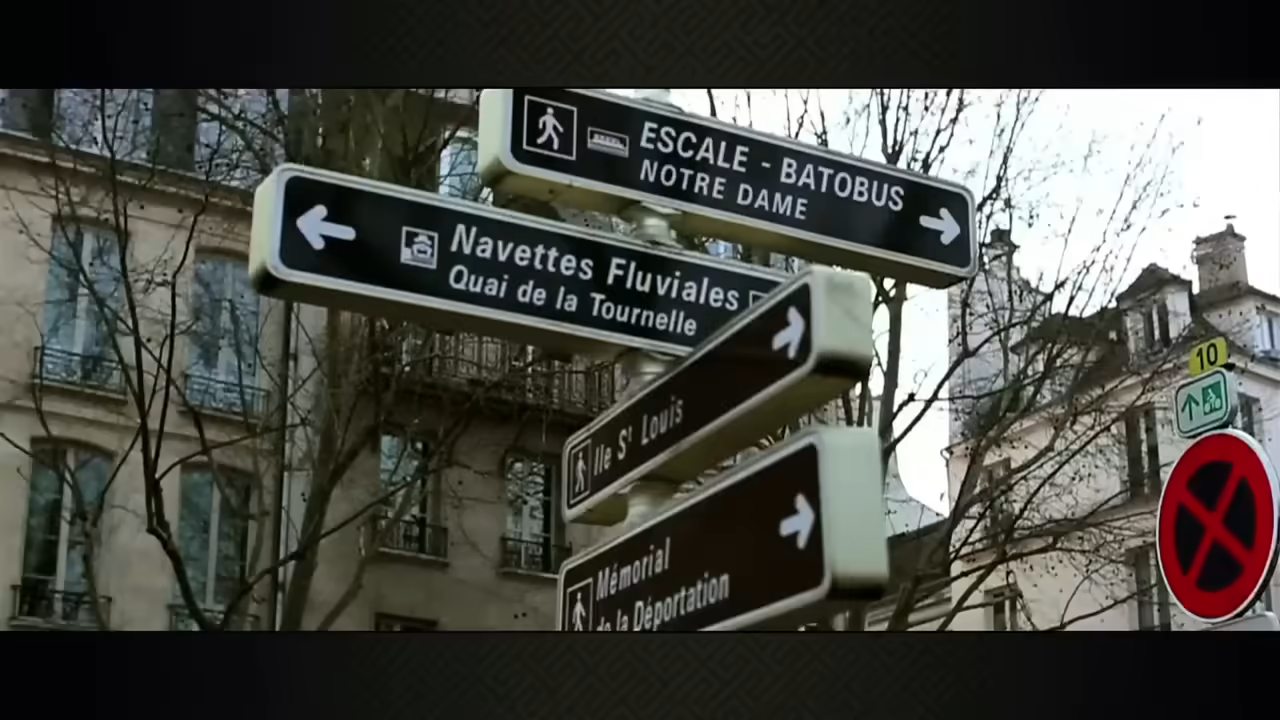 ESCALE - BATOBUS
NOTRE DAME
Navettes Fluviales
Quai de la Tournelle
Ile St Louis
Mémorial
de la Déportation
10